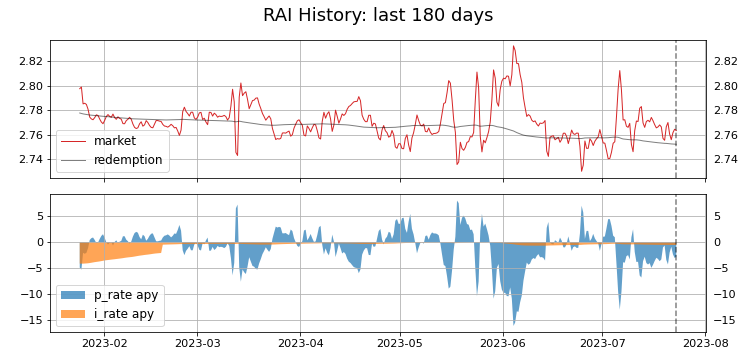 RAI History: last 180 days
2.82 2.82
2.80 2.80
2.78 2.78
2.76 2.76
2.74 2.74
market
redemption
5 5
0 0
−5 −5
−10 −10
−15 −15
p_rate apy
i_rate apy
2023-02 2023-03 2023-04 2023-05 2023-06 2023-07 2023-08